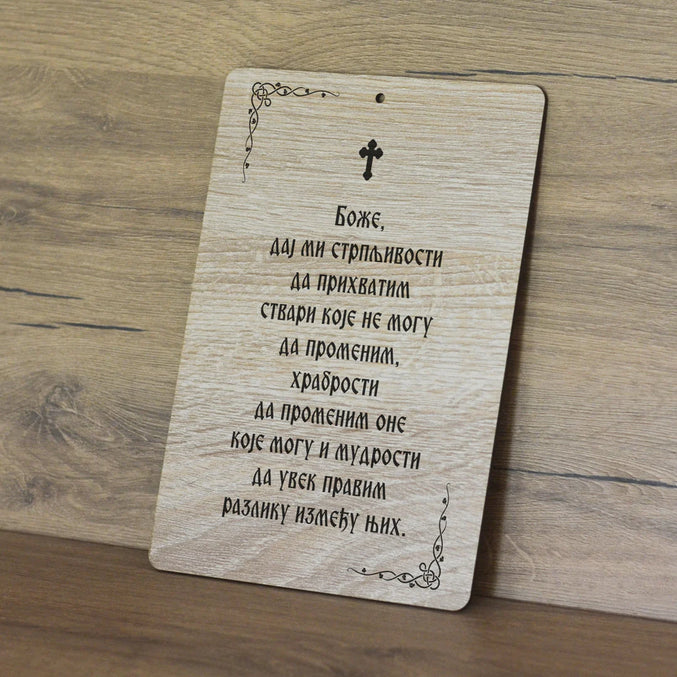 Боже,
дај ми стрпљивости
да прихватим
ствари које не могу
да променим,
храбрости
да променим оне
које могу и мудрости
да увек правим
разлику између њих.